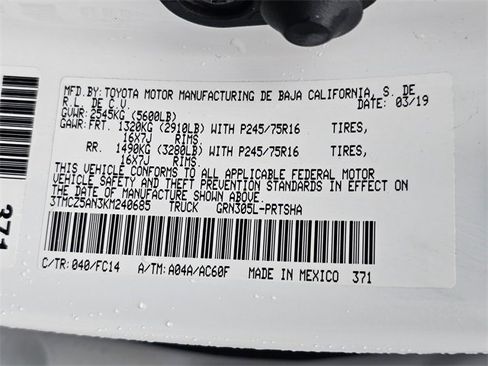 MFD.BY:TOYOTA MOTOR MANUFACTURING DE BAJA CALIFORNIA, S. DE
R.L. DE C.V. DATE: 03/19
GVWR: 2545KG (5600LB)
GAWR:FRT. 1320KG (2910LB) WITH P245/75R16 TIRES,
16X7J RIMS.
RR. 1490KG (3280LB) WITH P245/75R16 TIRES,
16X7J RIMS.
THIS VEHICLE CONFORMS TO ALL APPLICABLE FEDERAL MOTOR
VEHICLE SAFETY AND THEFT PREVENTION STANDARDS IN EFFECT ON
THE DATE OF MANUFACTURE SHOWN ABOVE.
3TMCZ5AN3KM240685 TRUCK GRN305L-PRTSHA
C/TR: 040/FC14 A/TM: A04A/AC60F MADE IN MEXICO 371
371